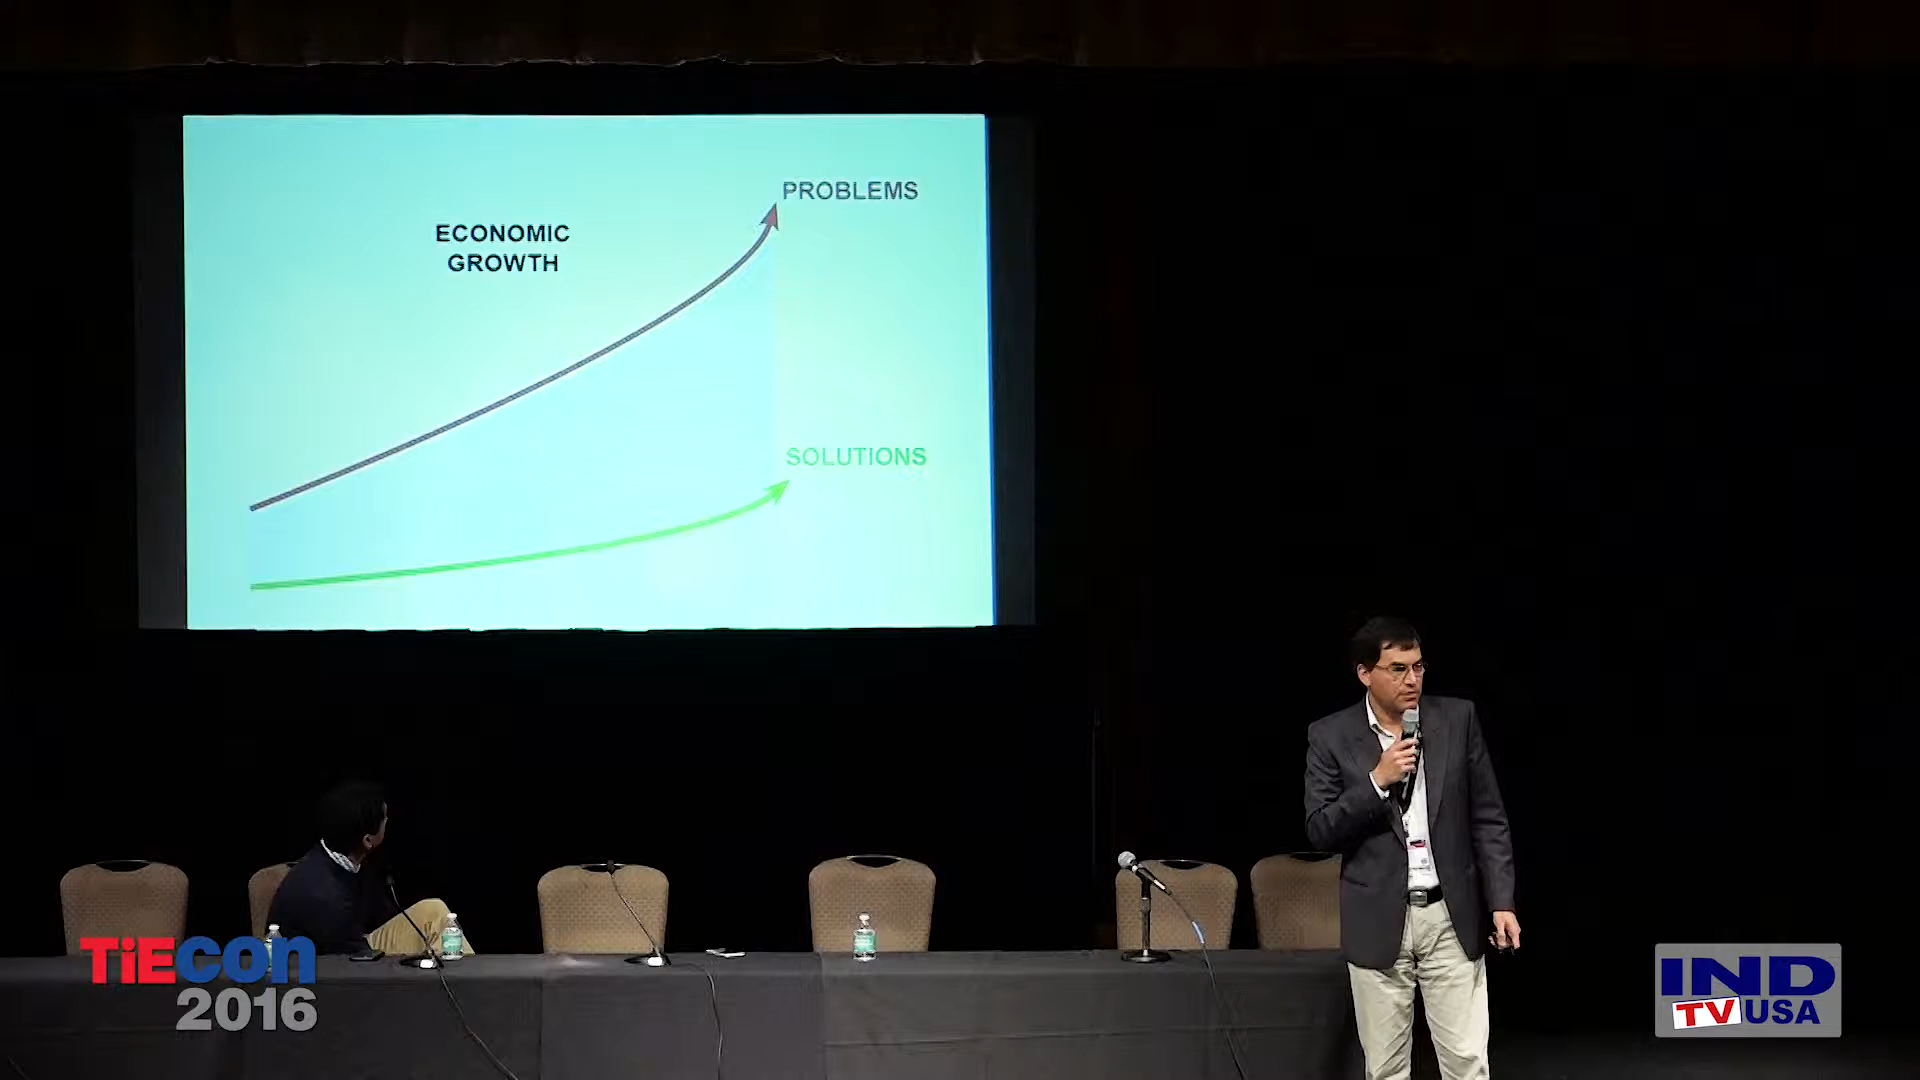 PROBLEMS
ECONOMIC
GROWTH
SOLUTIONS
TiECON
2016
IND
TV USA